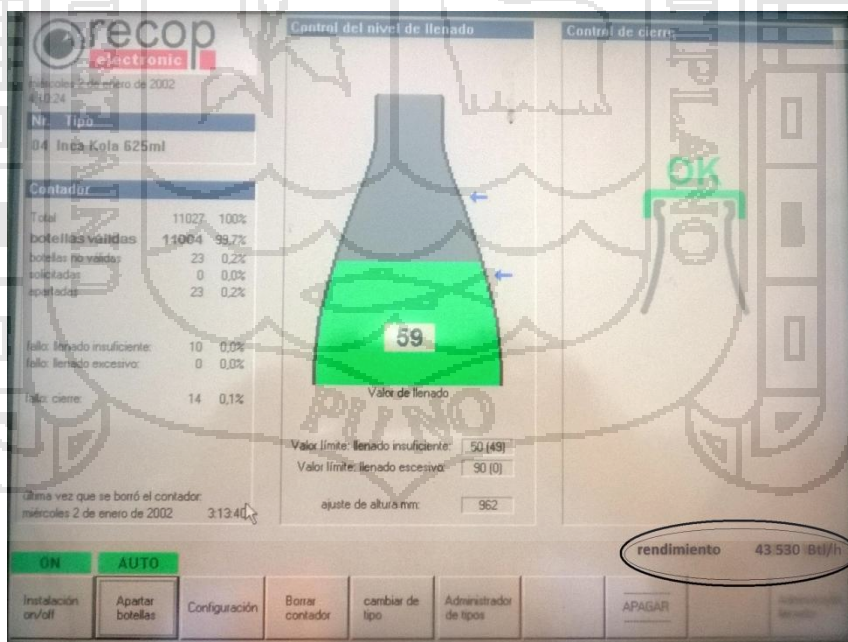 recop
electronic
miércoles 2 de enero de 2002
Nr. Tipo
04 Inca Kola 625ml
Contador
Total 11027 100%
botellas válidas 11004 99,7%
botellas no válidas 23 0,2%
solicitadas 0 0,0%
apartadas 23 0,2%
fallo: llenado insuficiente: 10 0,0%
fallo: llenado excesivo: 0 0,0%
fallo: cierre: 14 0,1%
última vez que se borró el contador:
miércoles 2 de enero de 2002 3:13:40
Control del nivel de llenado
59
Valor de llenado
Valor límite: llenado insuficiente: 50 (49)
Valor límite: llenado excesivo: 90 (0)
ajuste de altura mm: 962
Control de cierre
OK
rendimiento 43 530 Btl/h
ON AUTO
Instalación on/off
Apartar botellas
Configuración
Borrar contador
cambiar de tipo
Administrador de tipos
APAGAR
PUNO